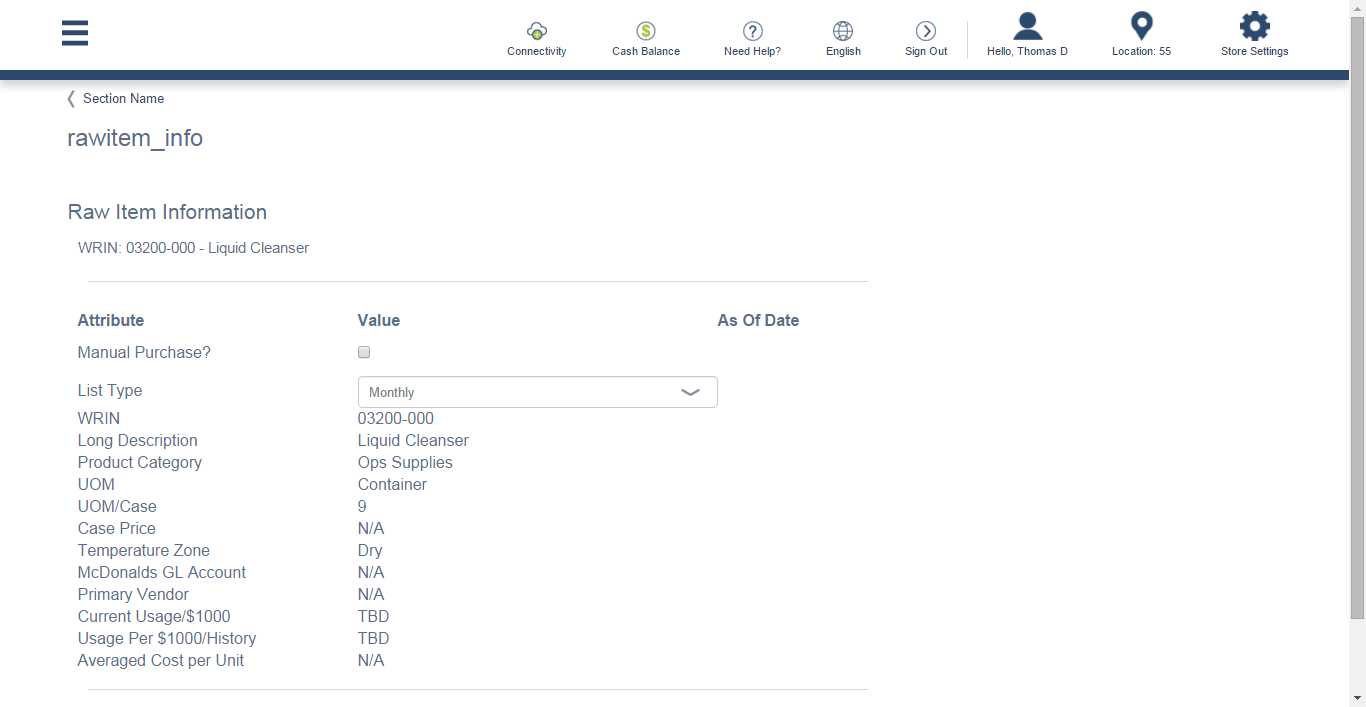 Connectivity Cash Balance Need Help? English Sign Out Hello, Thomas D Location: 55 Store Settings
Section Name
rawitem_info
Raw Item Information
WRIN: 03200-000 - Liquid Cleanser
Attribute Value As Of Date
Manual Purchase?
List Type Monthly
WRIN 03200-000
Long Description Liquid Cleanser
Product Category Ops Supplies
UOM Container
UOM/Case 9
Case Price N/A
Temperature Zone Dry
McDonalds GL Account N/A
Primary Vendor N/A
Current Usage/$1000 TBD
Usage Per $1000/History TBD
Averaged Cost per Unit N/A